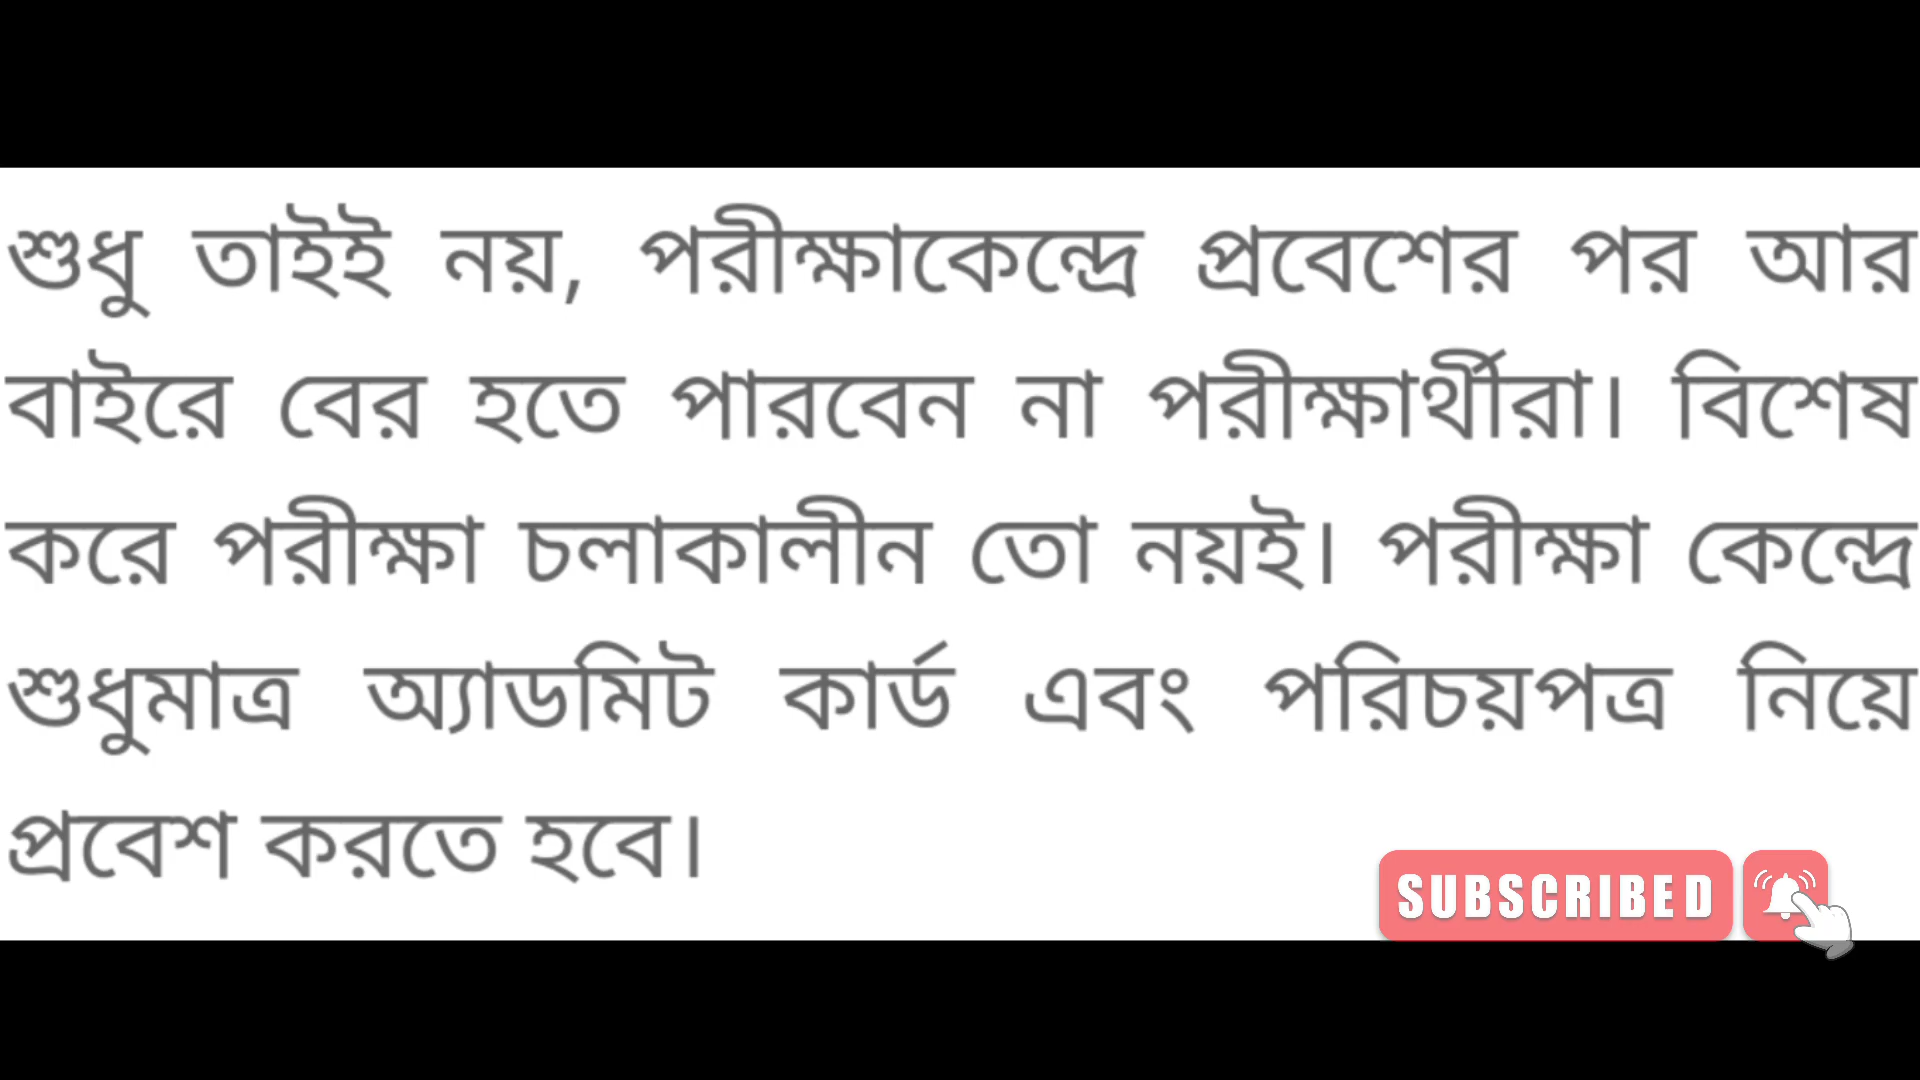 শুধু তাইই নয়, পরীক্ষাকেন্দ্রে প্রবেশের পর আর
বাইরে বের হতে পারবেন না পরীক্ষার্থীরা। বিশেষ
করে পরীক্ষা চলাকালীন তো নয়ই। পরীক্ষা কেন্দ্রে
শুধুমাত্র অ্যাডমিট কার্ড এবং পরিচয়পত্র নিয়ে
প্রবেশ করতে হবে।
SUBSCRIBED